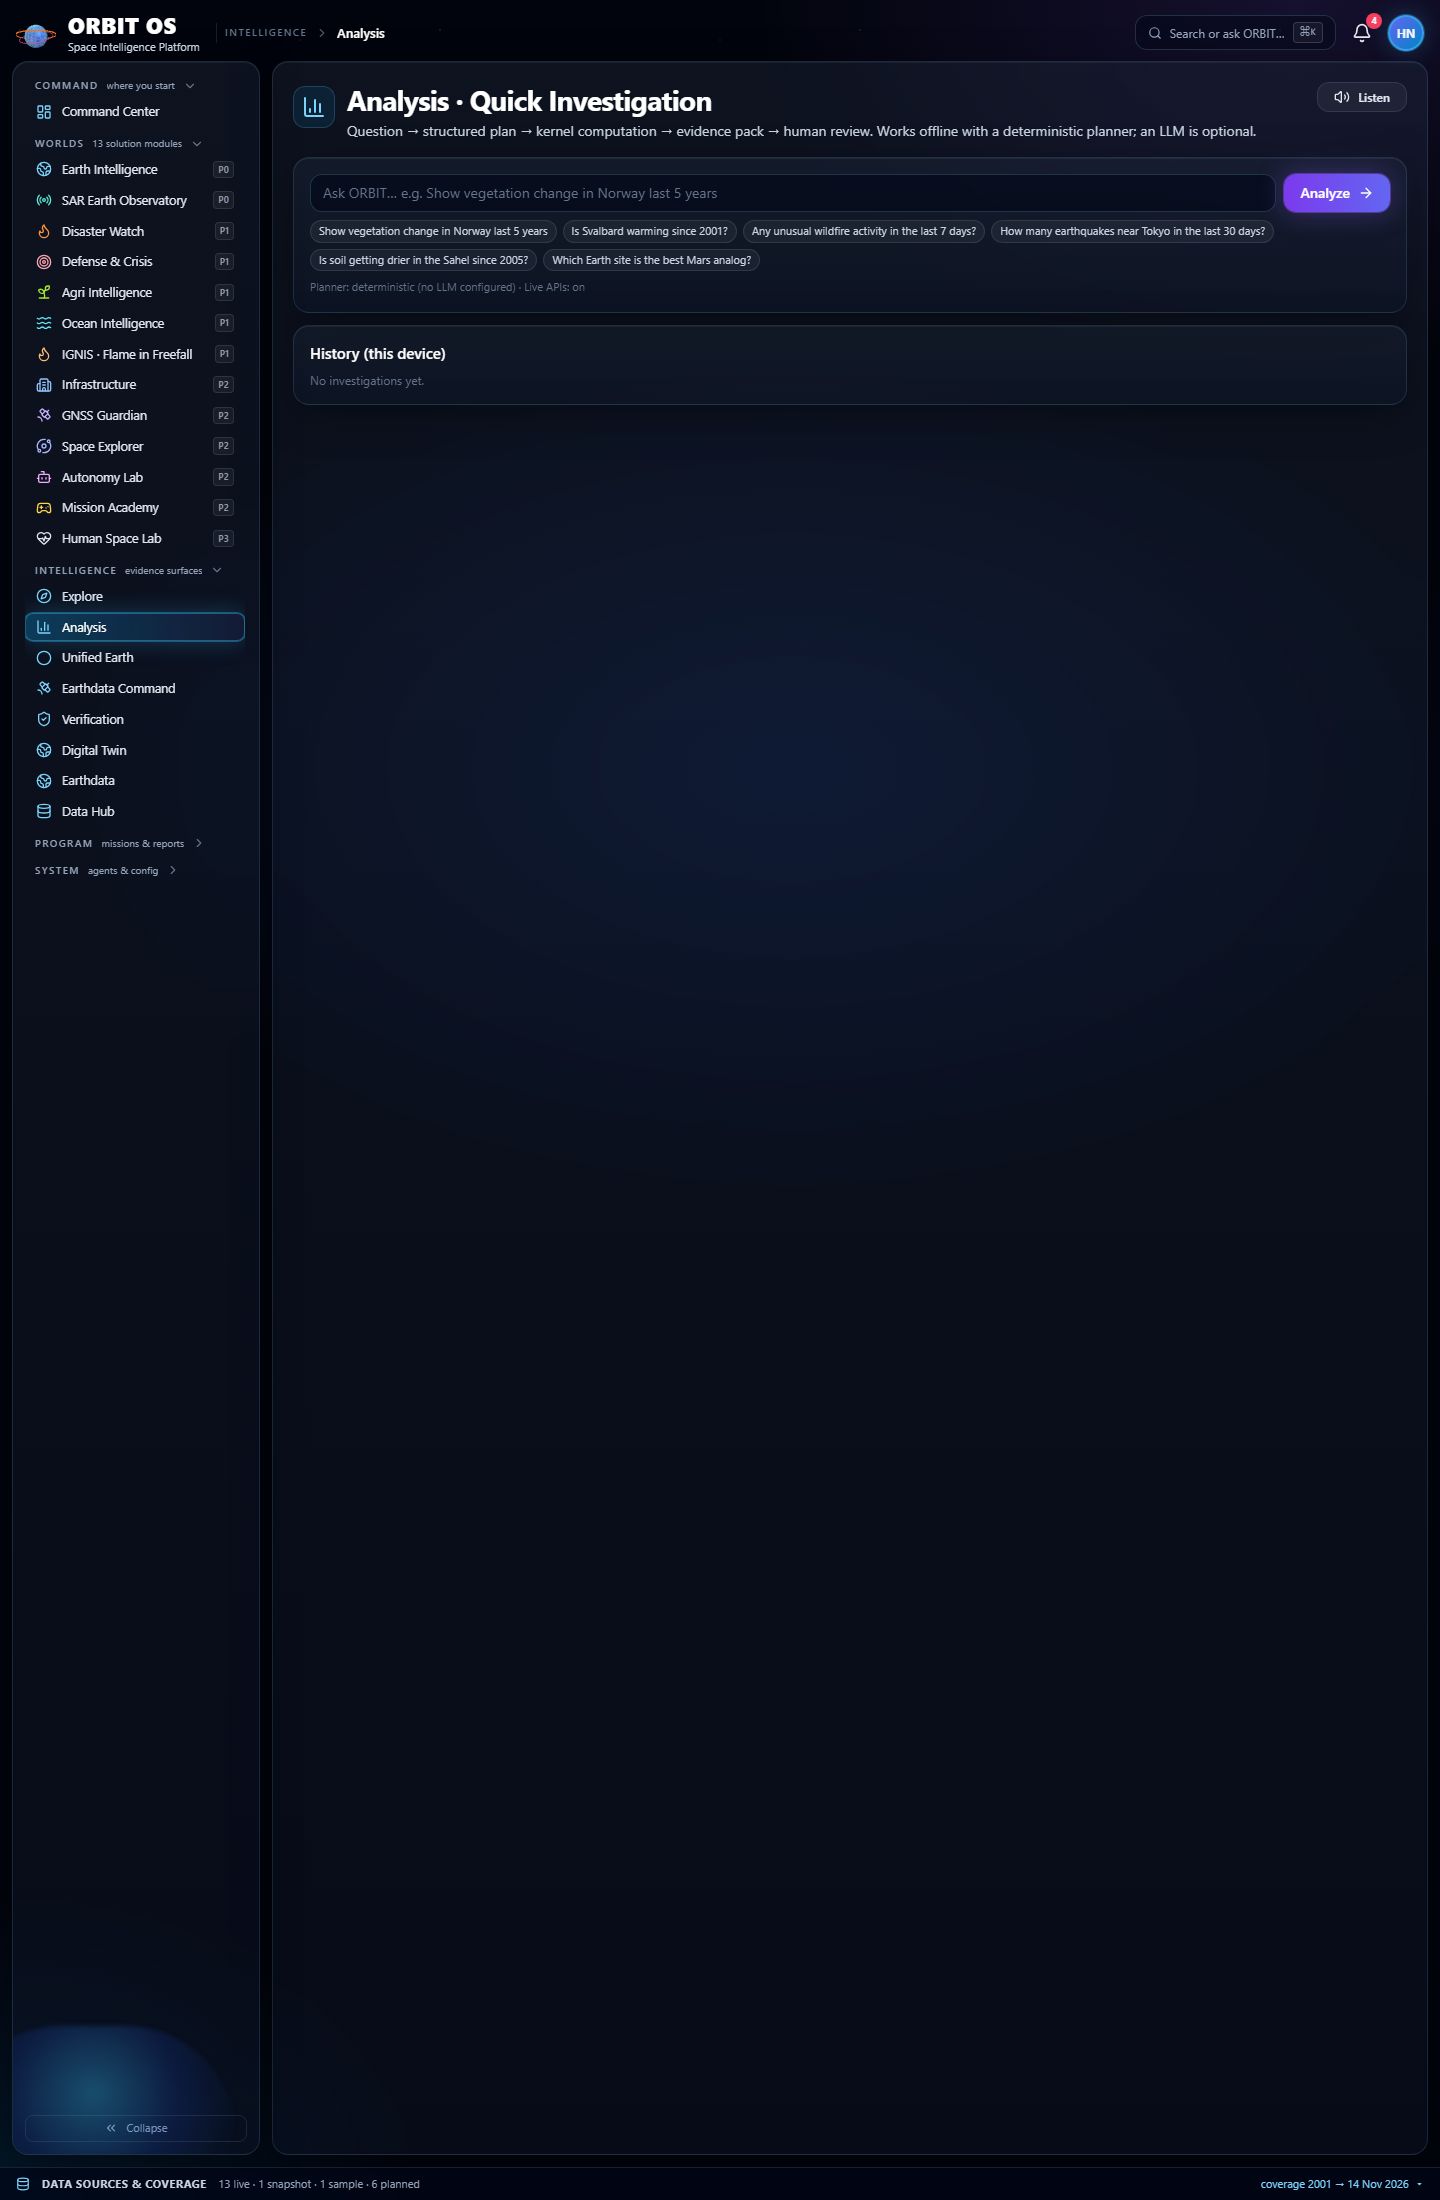 ORBIT OS
Space Intelligence Platform
INTELLIGENCE > Analysis
Search or ask ORBIT... ⌘K
4
HN
COMMAND where you start
Command Center
WORLDS 13 solution modules
Earth Intelligence P0
SAR Earth Observatory P0
Disaster Watch P1
Defense & Crisis P1
Agri Intelligence P1
Ocean Intelligence P1
IGNIS · Flame in Freefall P1
Infrastructure P2
GNSS Guardian P2
Space Explorer P2
Autonomy Lab P2
Mission Academy P2
Human Space Lab P3
INTELLIGENCE evidence surfaces
Explore
Analysis
Unified Earth
Earthdata Command
Verification
Digital Twin
Earthdata
Data Hub
PROGRAM missions & reports
SYSTEM agents & config
Collapse
Analysis · Quick Investigation
Listen
Question → structured plan → kernel computation → evidence pack → human review. Works offline with a deterministic planner; an LLM is optional.
Ask ORBIT... e.g. Show vegetation change in Norway last 5 years
Analyze →
Show vegetation change in Norway last 5 years
Is Svalbard warming since 2001?
Any unusual wildfire activity in the last 7 days?
How many earthquakes near Tokyo in the last 30 days?
Is soil getting drier in the Sahel since 2005?
Which Earth site is the best Mars analog?
Planner: deterministic (no LLM configured) · Live APIs: on
History (this device)
No investigations yet.
DATA SOURCES & COVERAGE 13 live · 1 snapshot · 1 sample · 6 planned
coverage 2001 → 14 Nov 2026